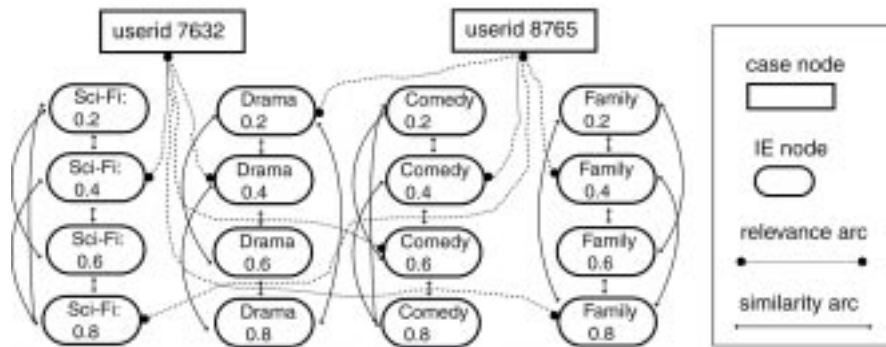 userid 7632
userid 8765
Sci-Fi:
0.2
Drama
0.2
Comedy
0.2
Family
0.2
Sci-Fi:
0.4
Drama
0.4
Comedy
0.4
Family
0.4
Sci-Fi:
0.6
Drama
0.6
Comedy
0.6
Family
0.6
Sci-Fi:
0.8
Drama
0.8
Comedy
0.8
Family
0.8
case node
IE node
relevance arc
similarity arc